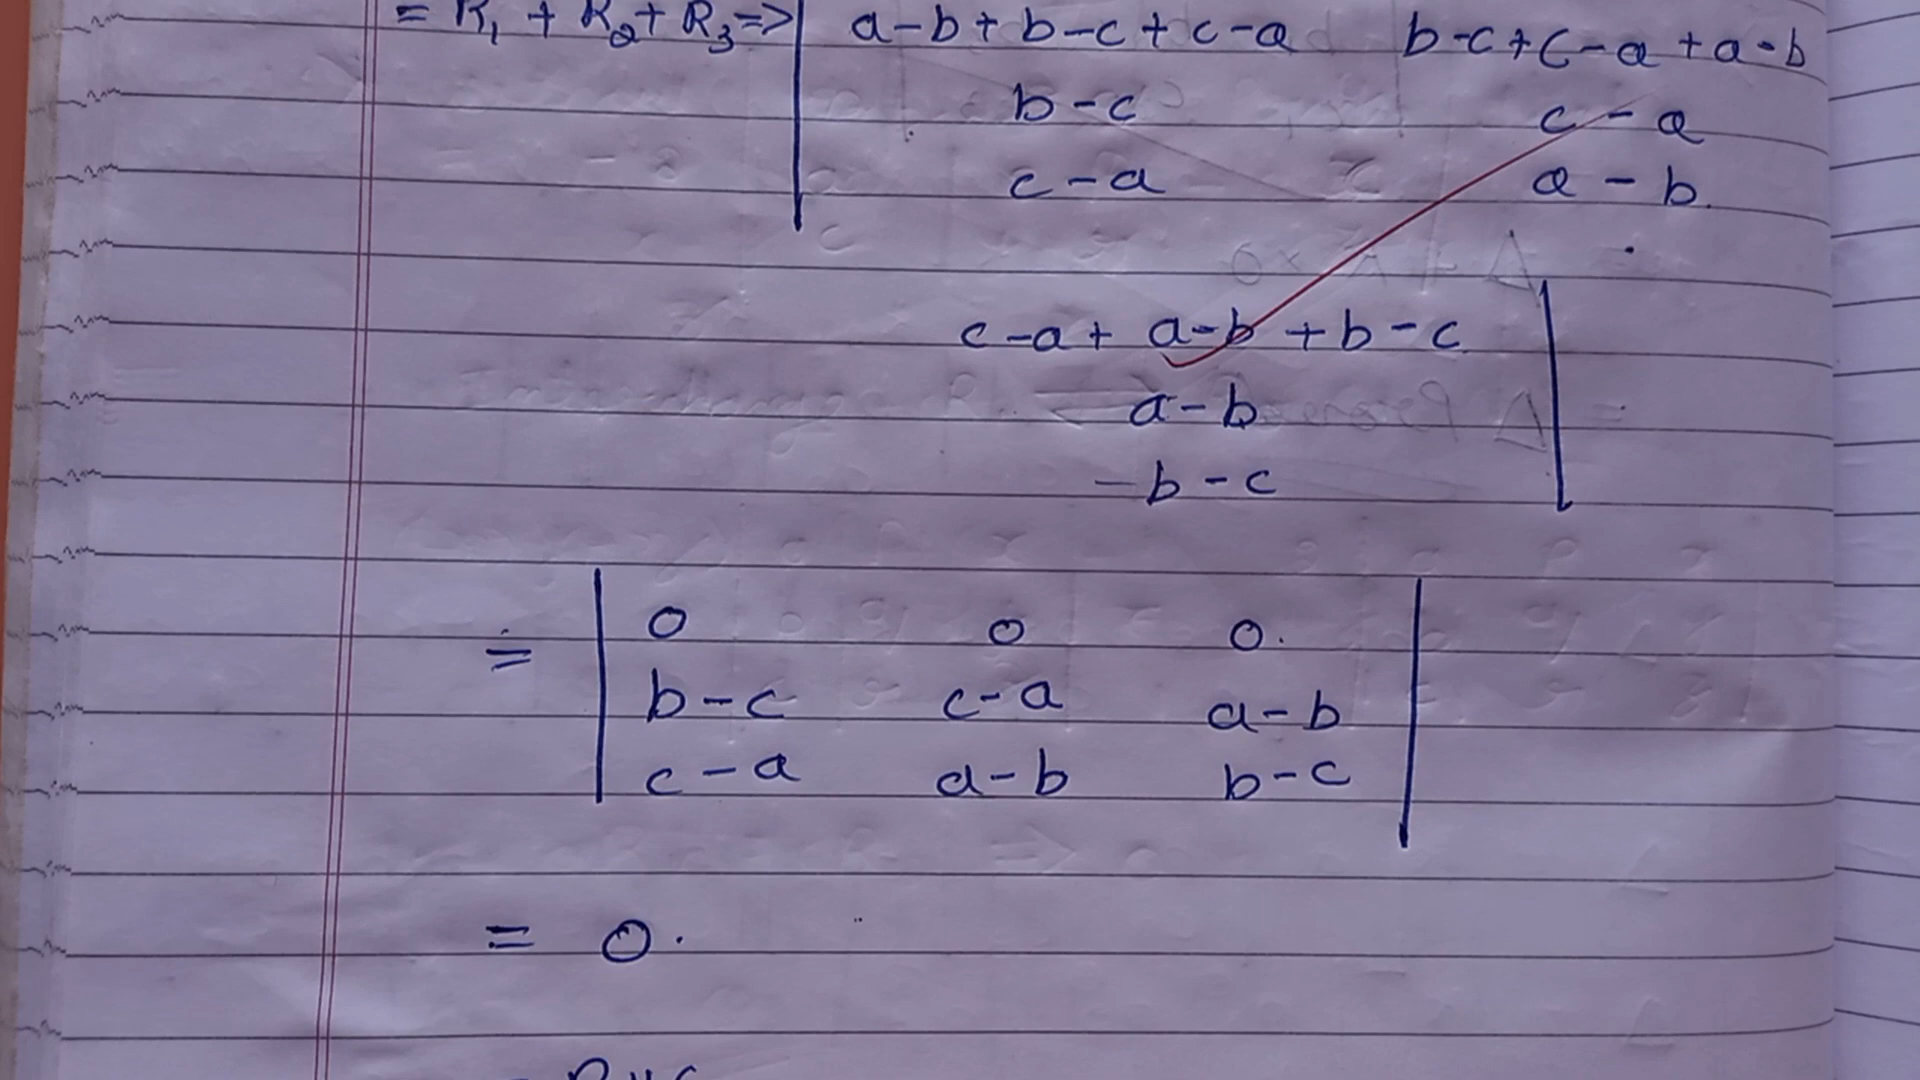 = R₁ + R₂ + R₃ => | a-b+b-c+c-a b-c+c-a+a-b
b-c c-a
c-a a-b.
c-a+ a-b +b-c |
a-b
-b-c
= | 0 0 0. |
b-c c-a a-b
c-a a-b b-c
= 0.